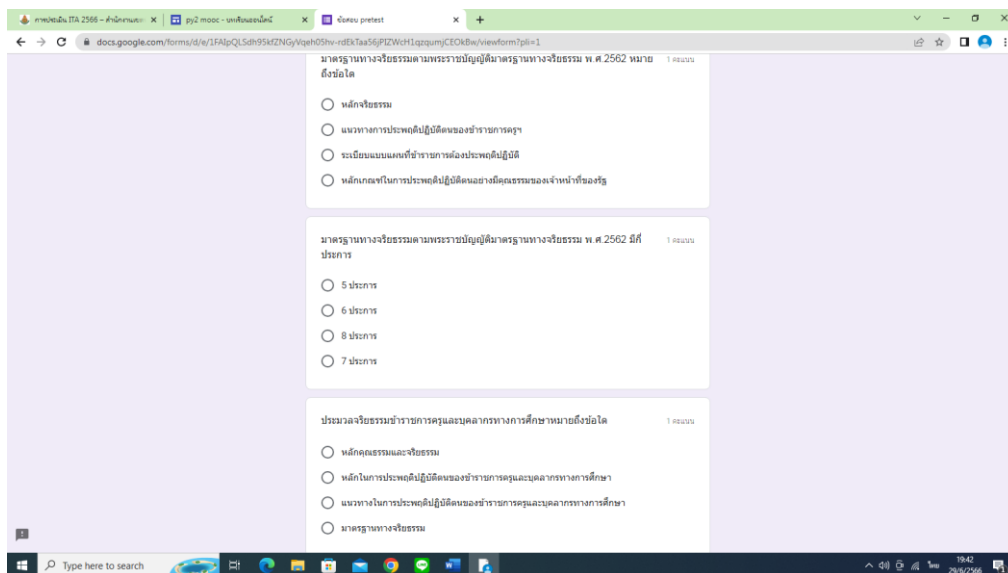 การประเมิน ITA 2566 – สำนักงานคณะ
py2 mooc - บทเรียนออนไลน์
ข้อสอบ pretest
docs.google.com/forms/d/e/1FAIpQLSdh95kfZNGyVqeh05hv-rdEkTaa56jPIZWcH1qzqumjCEOkBw/viewform?pli=1
มาตรฐานทางจริยธรรมตามพระราชบัญญัติมาตรฐานทางจริยธรรม พ.ศ.2562 หมาย 1 คะแนน
ถึงข้อใด
หลักจริยธรรม
แนวทางการประพฤติปฏิบัติตนของข้าราชการครูฯ
ระเบียบแบบแผนที่ข้าราชการต้องประพฤติปฏิบัติ
หลักเกณฑ์ในการประพฤติปฏิบัติตนอย่างมีคุณธรรมของเจ้าหน้าที่ของรัฐ
มาตรฐานทางจริยธรรมตามพระราชบัญญัติมาตรฐานทางจริยธรรม พ.ศ.2562 มีกี่ 1 คะแนน
ประการ
5 ประการ
6 ประการ
8 ประการ
7 ประการ
ประมวลจริยธรรมข้าราชการครูและบุคลากรทางการศึกษาหมายถึงข้อใด 1 คะแนน
หลักคุณธรรมและจริยธรรม
หลักในการประพฤติปฏิบัติตนของข้าราชการครูและบุคลากรทางการศึกษา
แนวทางในการประพฤติปฏิบัติตนของข้าราชการครูและบุคลากรทางการศึกษา
มาตรฐานทางจริยธรรม
Type here to search
ไทย
19:42
29/6/2566